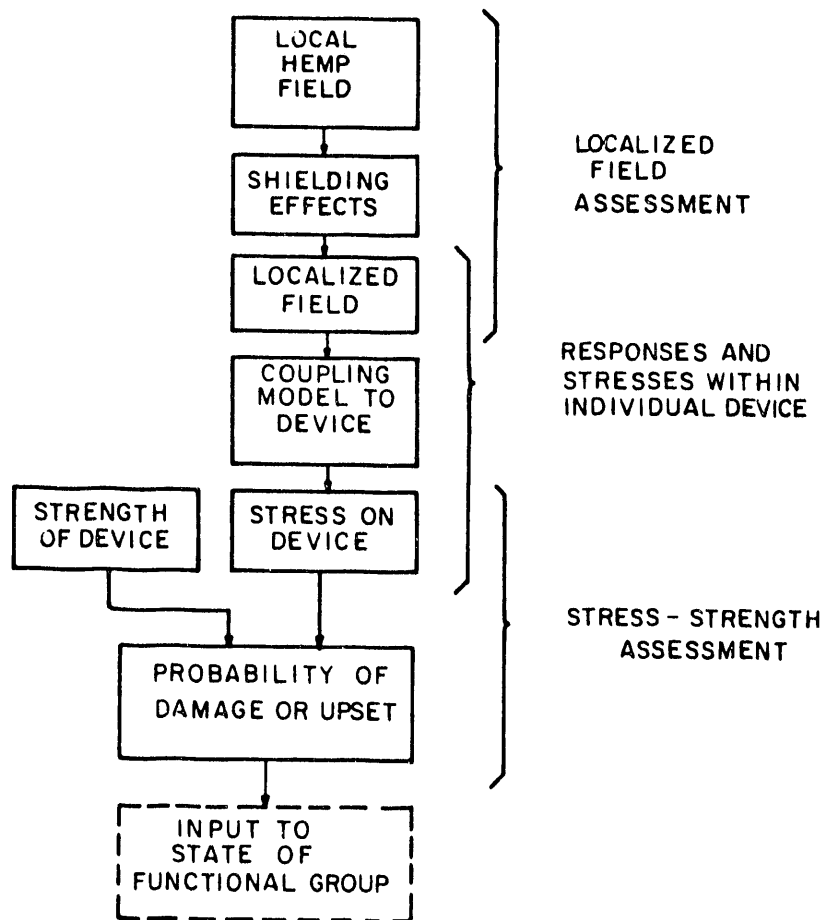 LOCAL
HEMP
FIELD
SHIELDING
EFFECTS
LOCALIZED
FIELD
ASSESSMENT
LOCALIZED
FIELD
COUPLING
MODEL TO
DEVICE
RESPONSES AND
STRESSES WITHIN
INDIVIDUAL DEVICE
STRENGTH
OF DEVICE
STRESS ON
DEVICE
STRESS - STRENGTH
ASSESSMENT
PROBABILITY OF
DAMAGE OR UPSET
INPUT TO
STATE OF
FUNCTIONAL GROUP